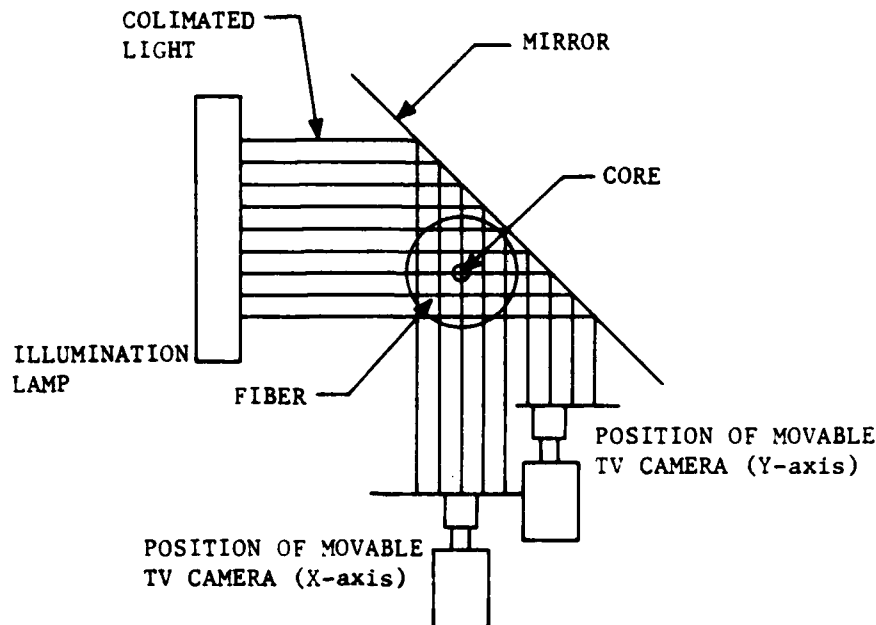 COLIMATED
LIGHT
MIRROR
CORE
ILLUMINATION
LAMP
FIBER
POSITION OF MOVABLE
TV CAMERA (Y-axis)
POSITION OF MOVABLE
TV CAMERA (X-axis)